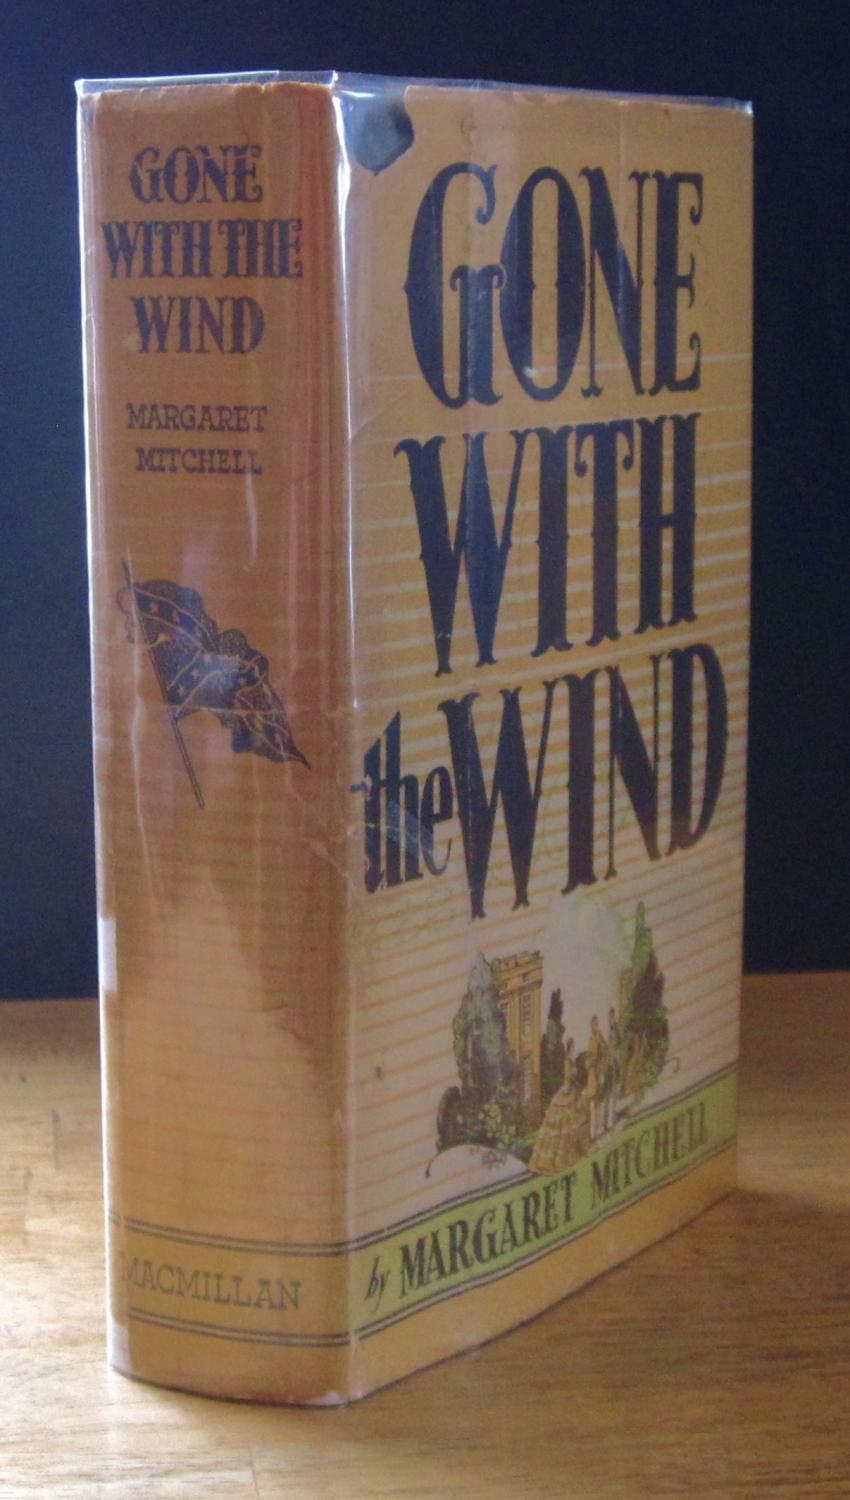 GONE
WITH THE
WIND
MARGARET
MITCHELL
MACMILLAN
GONE
WITH
the WIND
by MARGARET MITCHELL